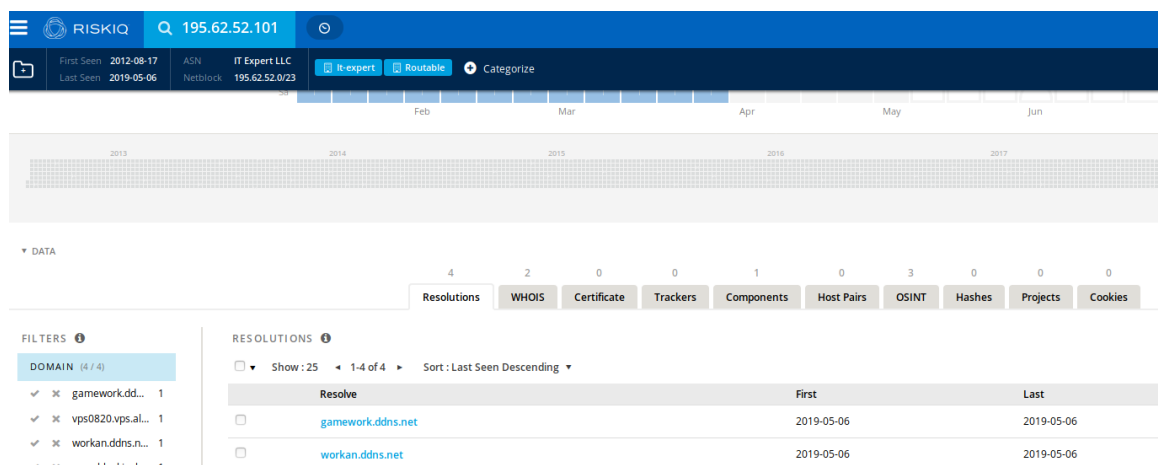 RISKIQ 195.62.52.101
First Seen 2012-08-17 ASN IT Expert LLC
It-expert Routable Categorize
Last Seen 2019-05-06 Netblock 195.62.52.0/23
Sa
Feb Mar Apr May Jun
2013 2014 2015 2016 2017
DATA
4 2 0 0 1 0 3 0 0 0
Resolutions WHOIS Certificate Trackers Components Host Pairs OSINT Hashes Projects Cookies
FILTERS RESOLUTIONS
DOMAIN (4 / 4) Show : 25 1-4 of 4 Sort : Last Seen Descending
gamework.dd... 1 Resolve First Last
vps0820.vps.al... 1 gamework.ddns.net 2019-05-06 2019-05-06
workan.ddns.n... 1 workan.ddns.net 2019-05-06 2019-05-06